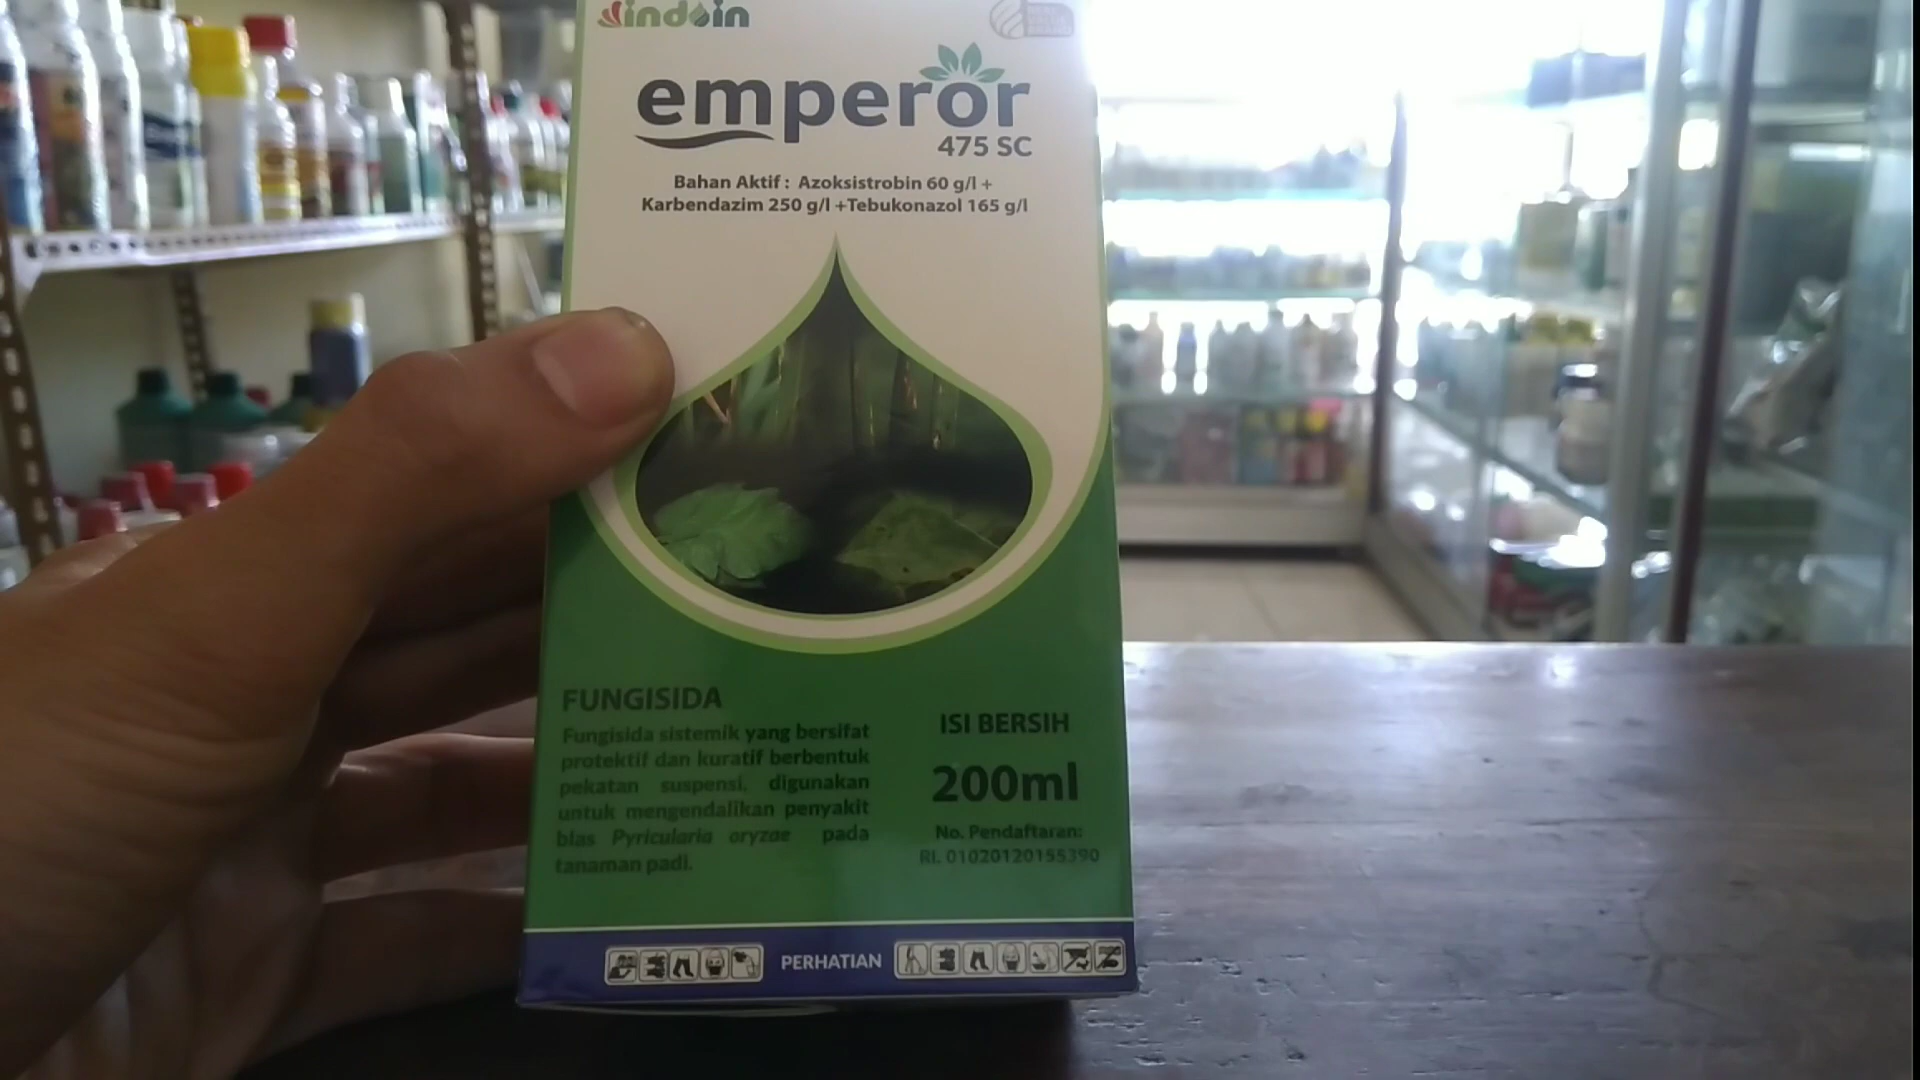 indoin
emperor
475 SC
Bahan Aktif : Azoksistrobin 60 g/l +
Karbendazim 250 g/l +Tebukonazol 165 g/l
FUNGISIDA
Fungisida sistemik yang bersifat
protektif dan kuratif berbentuk
pekatan suspensi, digunakan
untuk mengendalikan penyakit
blas Pyricularia oryzae pada
tanaman padi.
ISI BERSIH
200ml
No. Pendaftaran:
RI. 01020120155390
PERHATIAN